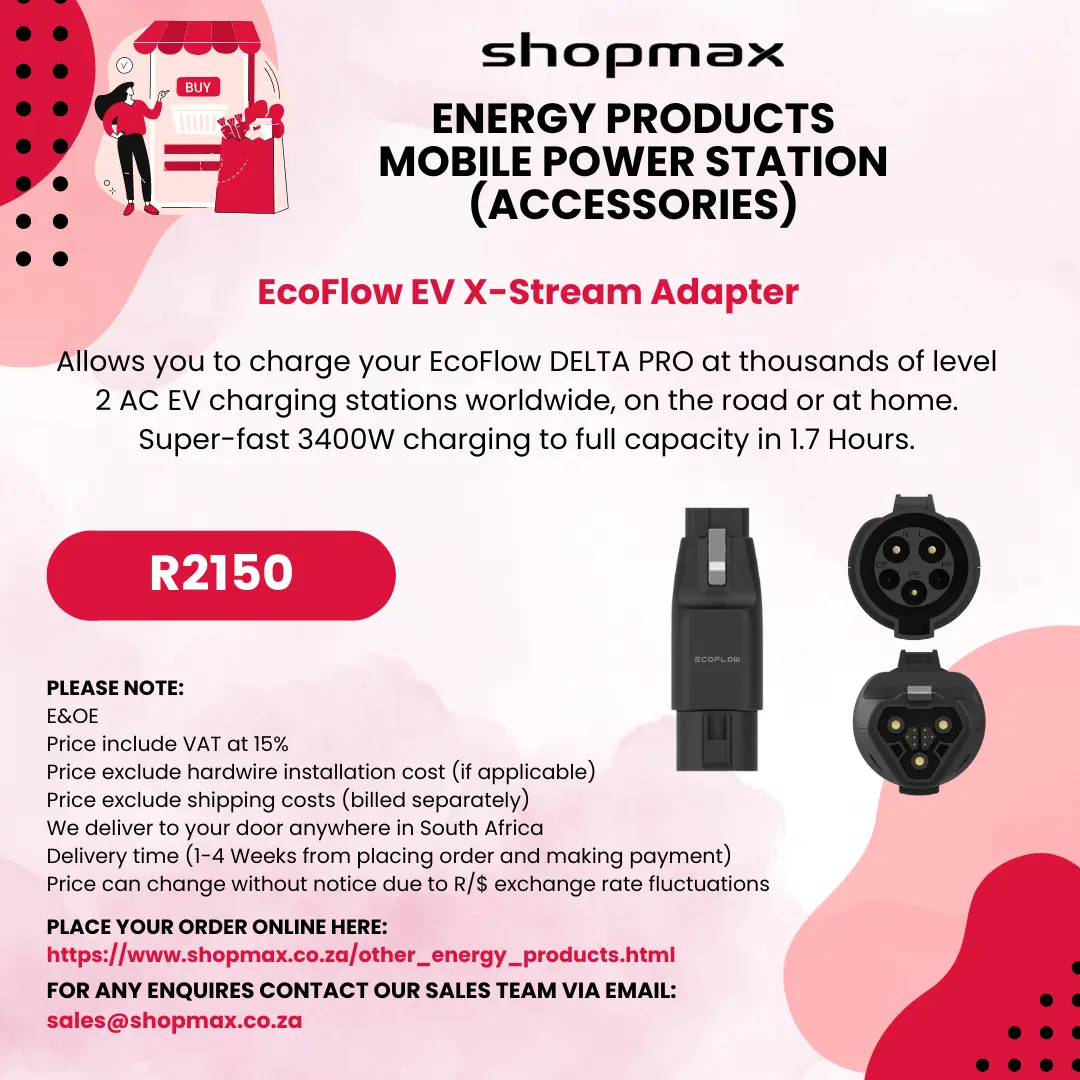 shopmax
ENERGY PRODUCTS
MOBILE POWER STATION
(ACCESSORIES)
BUY
EcoFlow EV X-Stream Adapter
Allows you to charge your EcoFlow DELTA PRO at thousands of level
2 AC EV charging stations worldwide, on the road or at home.
Super-fast 3400W charging to full capacity in 1.7 Hours.
R2150
N L
CP PE PP
ECOFLOW
PLEASE NOTE:
E&OE
Price include VAT at 15%
Price exclude hardwire installation cost (if applicable)
Price exclude shipping costs (billed separately)
We deliver to your door anywhere in South Africa
Delivery time (1-4 Weeks from placing order and making payment)
Price can change without notice due to R/$ exchange rate fluctuations
PLACE YOUR ORDER ONLINE HERE:
https://www.shopmax.co.za/other_energy_products.html
FOR ANY ENQUIRES CONTACT OUR SALES TEAM VIA EMAIL:
sales@shopmax.co.za